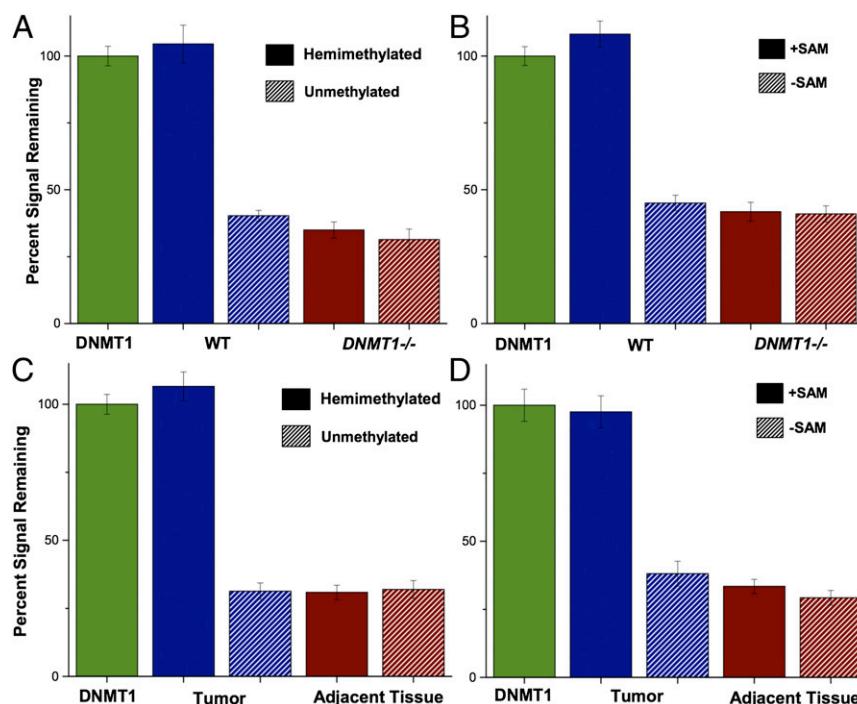 A
Percent Signal Remaining
100
50
0
Hemimethylated
Unmethylated
DNMT1
WT
DNMT1-/-
B
100
50
0
+SAM
-SAM
DNMT1
WT
DNMT1-/-
C
Percent Signal Remaining
100
50
0
Hemimethylated
Unmethylated
DNMT1
Tumor
Adjacent Tissue
D
100
50
0
+SAM
-SAM
DNMT1
Tumor
Adjacent Tissue